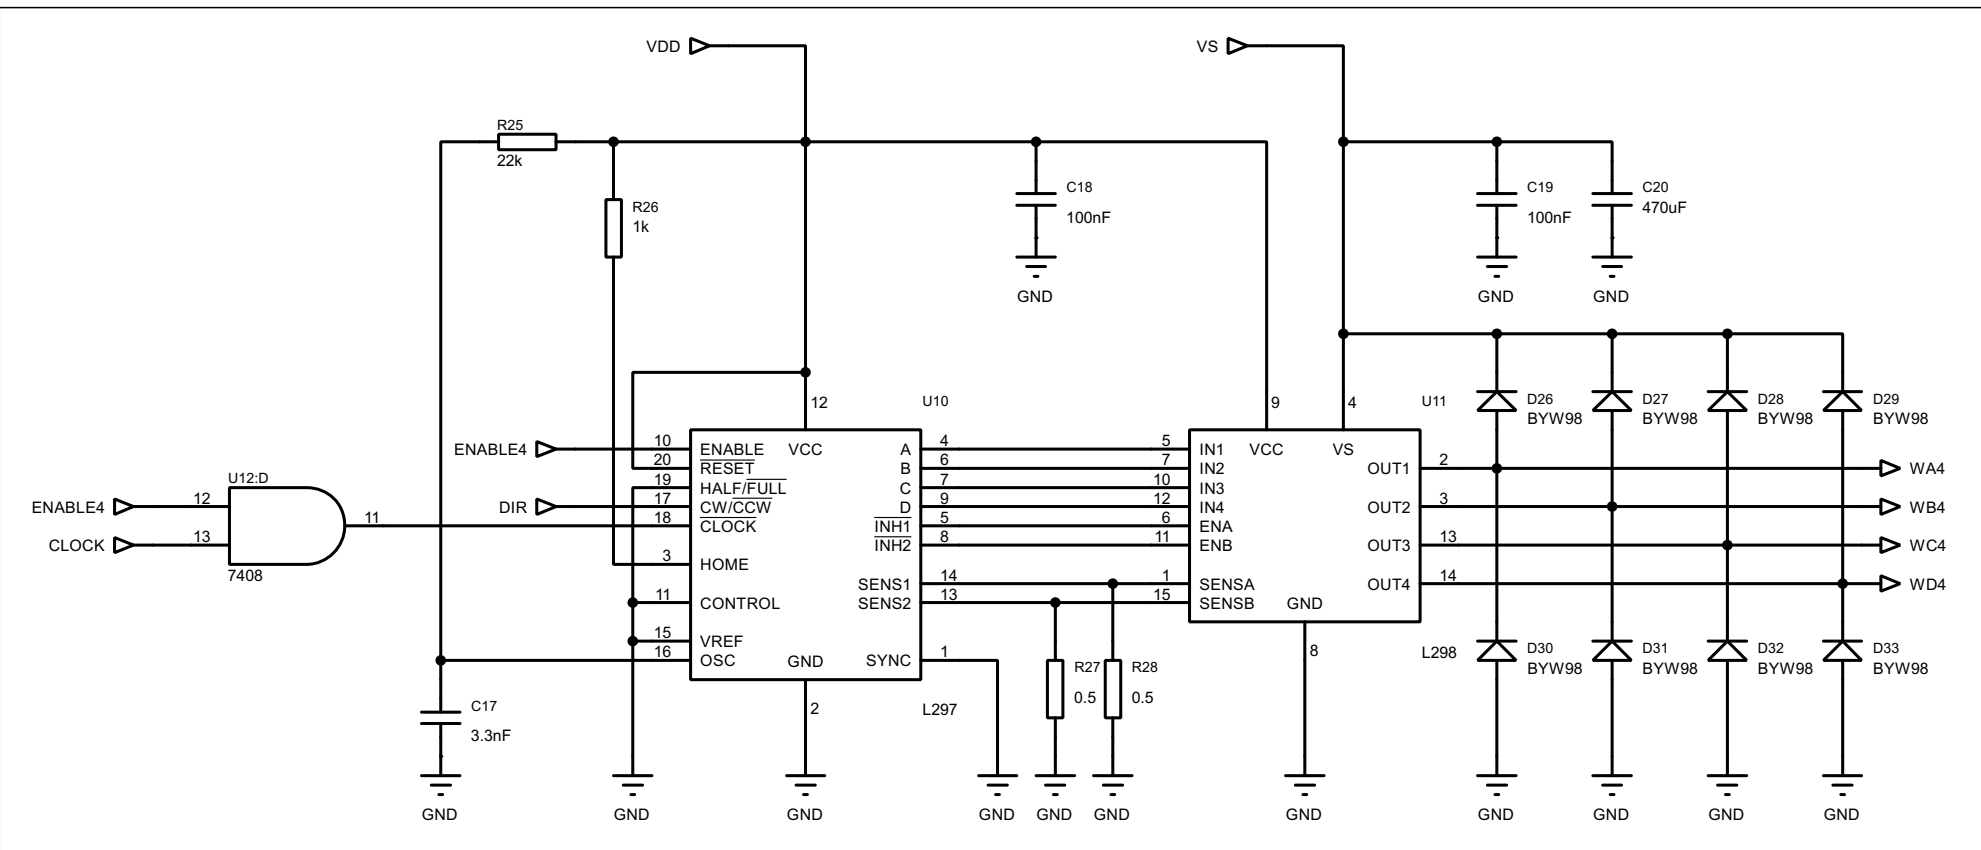 VDD
VS
R25
22k
R26
1k
C18
100nF
GND
C19
100nF
GND
C20
470uF
GND
U12:D
7408
ENABLE4
12
CLOCK
13
11
ENABLE4
DIR
U10
12
VCC
10 ENABLE
20 RESET
19 HALF/FULL
17 CW/CCW
18 CLOCK
3 HOME
11 CONTROL
15 VREF
16 OSC
GND
2
A 4
B 6
C 7
D 9
INH1 5
INH2 8
SENS1 14
SENS2 13
SYNC 1
L297
U11
9
4
VCC
VS
5 IN1
7 IN2
10 IN3
12 IN4
6 ENA
11 ENB
1 SENSA
15 SENSB
GND
8
OUT1 2
OUT2 3
OUT3 13
OUT4 14
L298
D26
BYW98
D27
BYW98
D28
BYW98
D29
BYW98
WA4
WB4
WC4
WD4
D30
BYW98
D31
BYW98
D32
BYW98
D33
BYW98
C17
3.3nF
R27
0.5
R28
0.5
GND
GND
GND
GND
GND
GND
GND
GND
GND
GND
GND